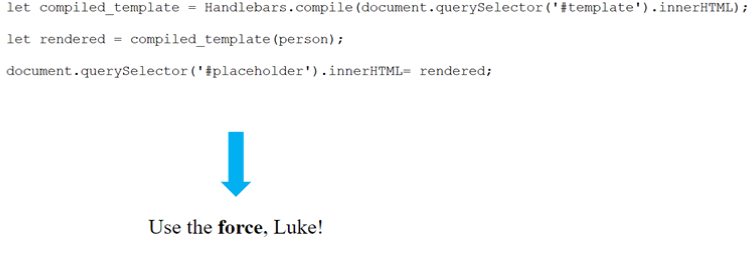 let compiled_template = Handlebars.compile(document.querySelector('#template').innerHTML);
let rendered = compiled_template(person);
document.querySelector('#placeholder').innerHTML= rendered;
Use the force, Luke!